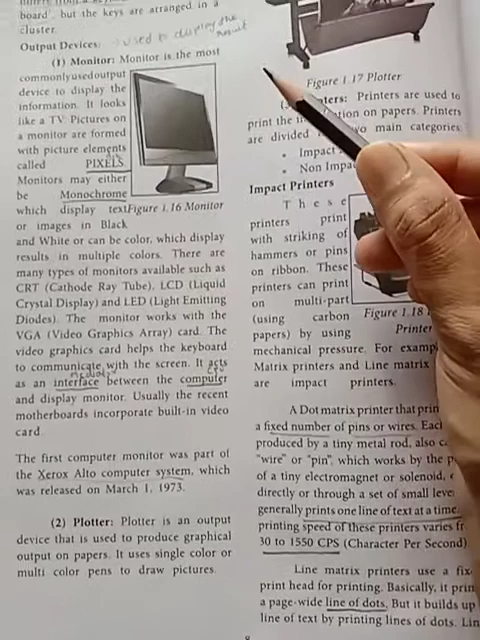 board', but the keys are arranged in a
cluster.
Output Devices: used to display the
result
(1) Monitor: Monitor is the most
commonly used output
device to display the
information. It looks
like a TV. Pictures on
a monitor are formed
with picture elements
called PIXELS.
Monitors may either
be Monochrome
which display text
or images in Black
Figure 1.16 Monitor
and White or can be color, which display
results in multiple colors. There are
many types of monitors available such as
CRT (Cathode Ray Tube), LCD (Liquid
Crystal Display) and LED (Light Emitting
Diodes). The monitor works with the
VGA (Video Graphics Array) card. The
video graphics card helps the keyboard
to communicate with the screen. It acts
as an interface between the computer
and display monitor. Usually the recent
motherboards incorporate built-in video
card.
The first computer monitor was part of
the Xerox Alto computer system, which
was released on March 1, 1973.
(2) Plotter: Plotter is an output
device that is used to produce graphical
output on papers. It uses single color or
multi color pens to draw pictures.
Figure 1.17 Plotter
Printers are used to
print the on papers. Printers
are divided two main categories
• Impact
• Non
Impact Printers
These
printers print
with striking of
hammers or pins
on ribbon. These
printers can print
on multi-part
(using carbon
papers) by using
Figure 1.18
Printer
mechanical pressure. For
Matrix printers and Line matrix
are impact printers.
A Dot matrix printer that
a fixed number of pins or wires.
produced by a tiny metal rod, also
"wire" or "pin", which works by the
of a tiny electromagnet or solenoid,
directly or through a set of small
generally prints one line of text at a time.
printing speed of these printers varies
30 to 1550 CPS (Character Per Second)
Line matrix printers use a
print head for printing. Basically, it
a page-wide line of dots. But it builds up
line of text by printing lines of dots.